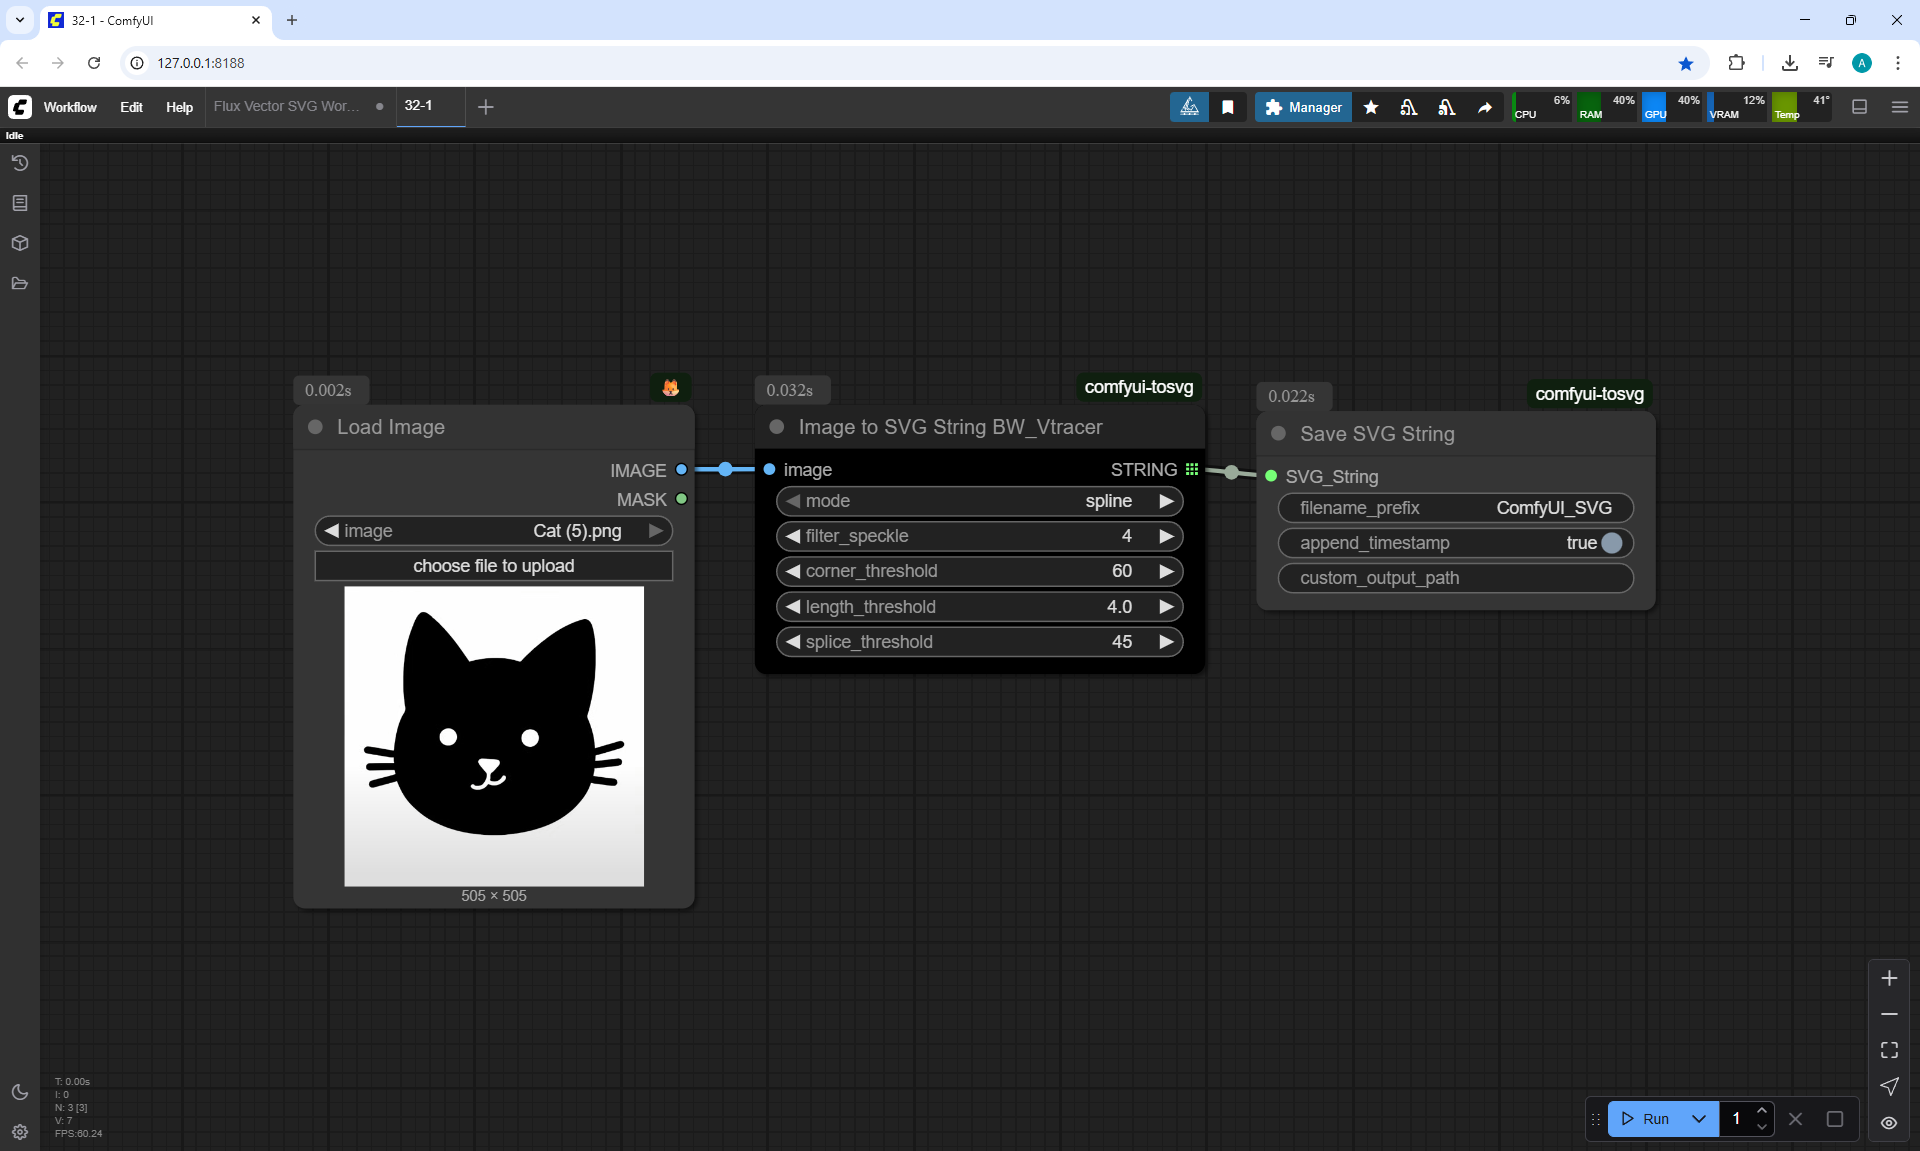 32-1 - ComfyUI
127.0.0.1:8188
Workflow Edit Help Flux Vector SVG Wor... 32-1
Manager
CPU 6% RAM 40% GPU 40% VRAM 12% Temp 41°
Idle
0.002s
Load Image
IMAGE
MASK
image Cat (5).png
choose file to upload
505 × 505
0.032s
comfyui-tosvg
Image to SVG String BW_Vtracer
image STRING
mode spline
filter_speckle 4
corner_threshold 60
length_threshold 4.0
splice_threshold 45
0.022s
comfyui-tosvg
Save SVG String
SVG_String
filename_prefix ComfyUI_SVG
append_timestamp true
custom_output_path
T: 0.00s
I: 0
N: 3 [3]
V: 7
FPS:60.24
Run 1
A